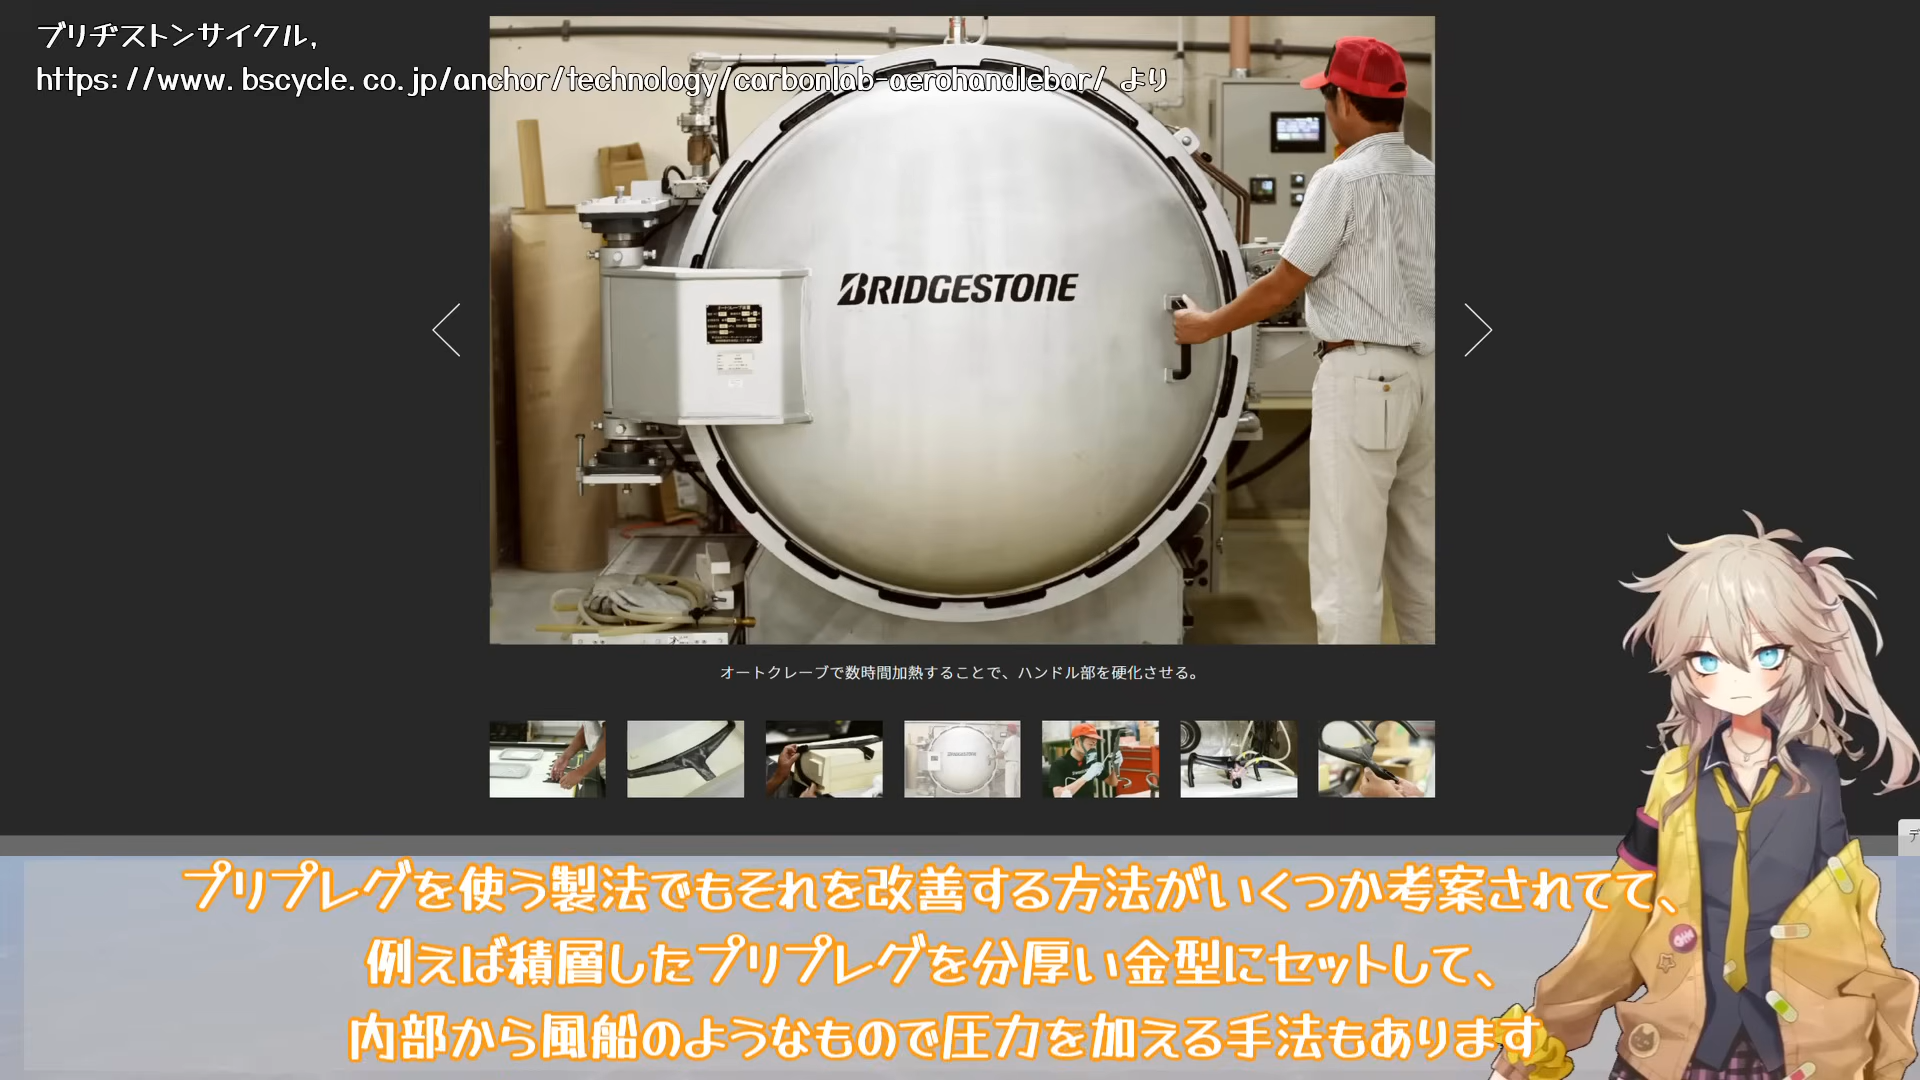 ブリヂストンサイクル,
https://www.bscycle.co.jp/anchor/technology/carbonlab-aerohandlebar/ より
BRIDGESTONE
オートクレーブで数時間加熱することで、ハンドル部を硬化させる。
プリプレグを使う製法でもそれを改善する方法がいくつか考案されてて、
例えば積層したプリプレグを分厚い金型にセットして、
内部から風船のようなもので圧力を加える手法もあります